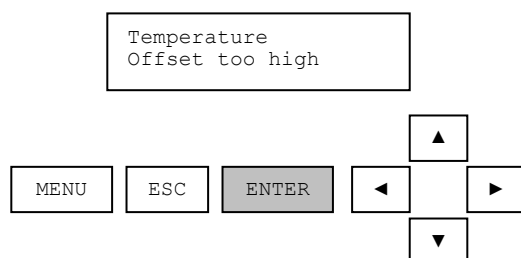 Temperature
Offset too high
▲
MENU ESC ENTER ◄ ►
▼